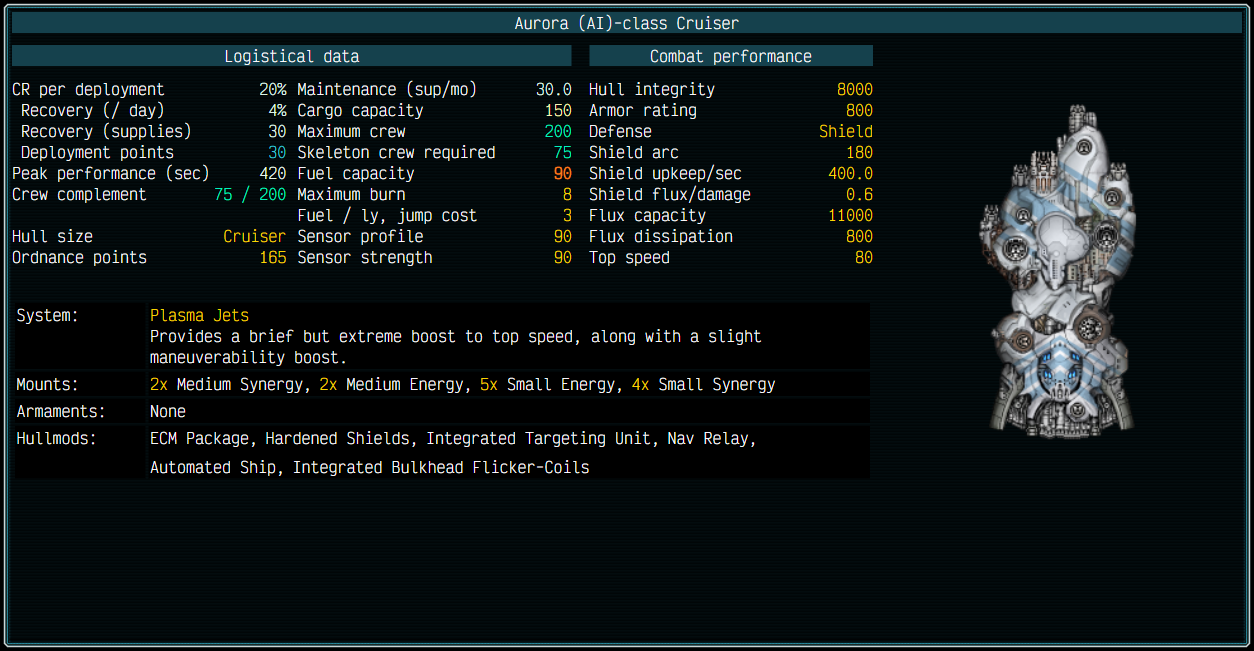 Aurora (AI)-class Cruiser
Logistical data
CR per deployment 20% Maintenance (sup/mo) 30.0
Recovery (/ day) 4% Cargo capacity 150
Recovery (supplies) 30 Maximum crew 200
Deployment points 30 Skeleton crew required 75
Peak performance (sec) 420 Fuel capacity 90
Crew complement 75 / 200 Maximum burn 8
Fuel / ly, jump cost 3
Hull size Cruiser Sensor profile 90
Ordnance points 165 Sensor strength 90
Combat performance
Hull integrity 8000
Armor rating 800
Defense Shield
Shield arc 180
Shield upkeep/sec 400.0
Shield flux/damage 0.6
Flux capacity 11000
Flux dissipation 800
Top speed 80
System: Plasma Jets
Provides a brief but extreme boost to top speed, along with a slight
maneuverability boost.
Mounts: 2x Medium Synergy, 2x Medium Energy, 5x Small Energy, 4x Small Synergy
Armaments: None
Hullmods: ECM Package, Hardened Shields, Integrated Targeting Unit, Nav Relay,
Automated Ship, Integrated Bulkhead Flicker-Coils